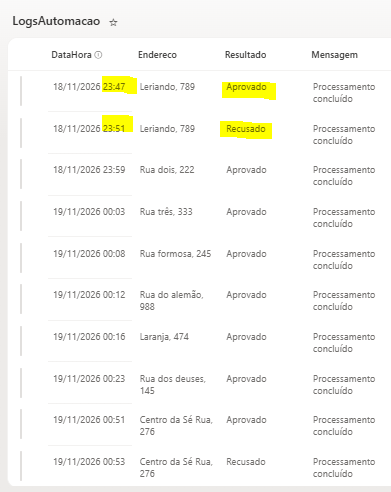 LogsAutomacao
DataHora Endereco Resultado Mensagem
18/11/2026 23:47 Leriando, 789 Aprovado Processamento
concluído
18/11/2026 23:51 Leriando, 789 Recusado Processamento
concluído
18/11/2026 23:59 Rua dois, 222 Aprovado Processamento
concluído
19/11/2026 00:03 Rua três, 333 Aprovado Processamento
concluído
19/11/2026 00:08 Rua formosa, 245 Aprovado Processamento
concluído
19/11/2026 00:12 Rua do alemão, Aprovado Processamento
988 concluído
19/11/2026 00:16 Laranja, 474 Aprovado Processamento
concluído
19/11/2026 00:23 Rua dos deuses, Aprovado Processamento
145 concluído
19/11/2026 00:51 Centro da Sé Rua, Aprovado Processamento
276 concluído
19/11/2026 00:53 Centro da Sé Rua, Recusado Processamento
276 concluído